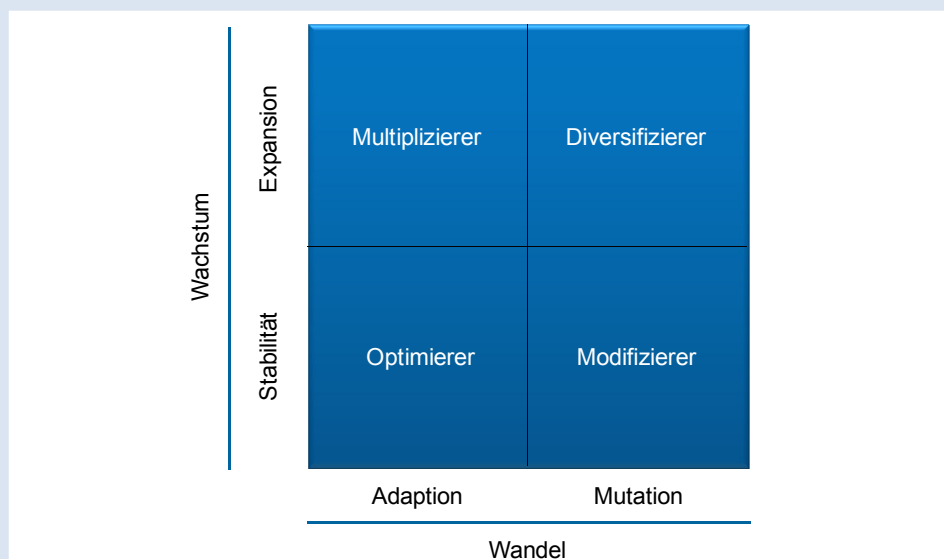 Wachstum
Expansion
Multiplizierer
Diversifizierer
Stabilität
Optimierer
Modifizierer
Adaption
Mutation
Wandel